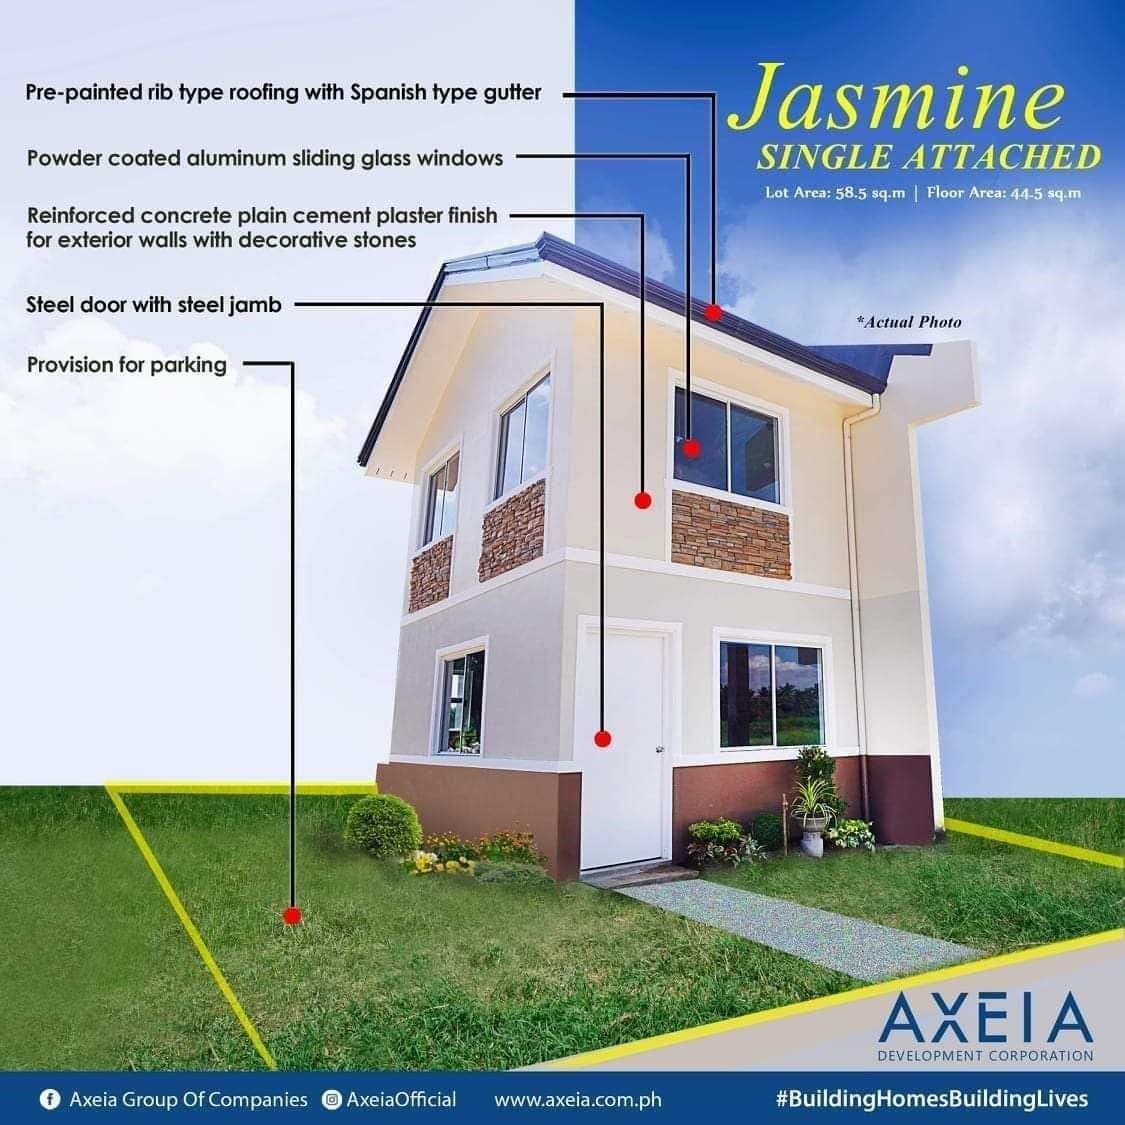 Jasmine
SINGLE ATTACHED
Lot Area: 58.5 sq.m | Floor Area: 44.5 sq.m
Pre-painted rib type roofing with Spanish type gutter
Powder coated aluminum sliding glass windows
Reinforced concrete plain cement plaster finish
for exterior walls with decorative stones
Steel door with steel jamb
*Actual Photo
Provision for parking
AXEIA
DEVELOPMENT CORPORATION
Axeia Group Of Companies AxeiaOfficial www.axeia.com.ph #BuildingHomesBuildingLives